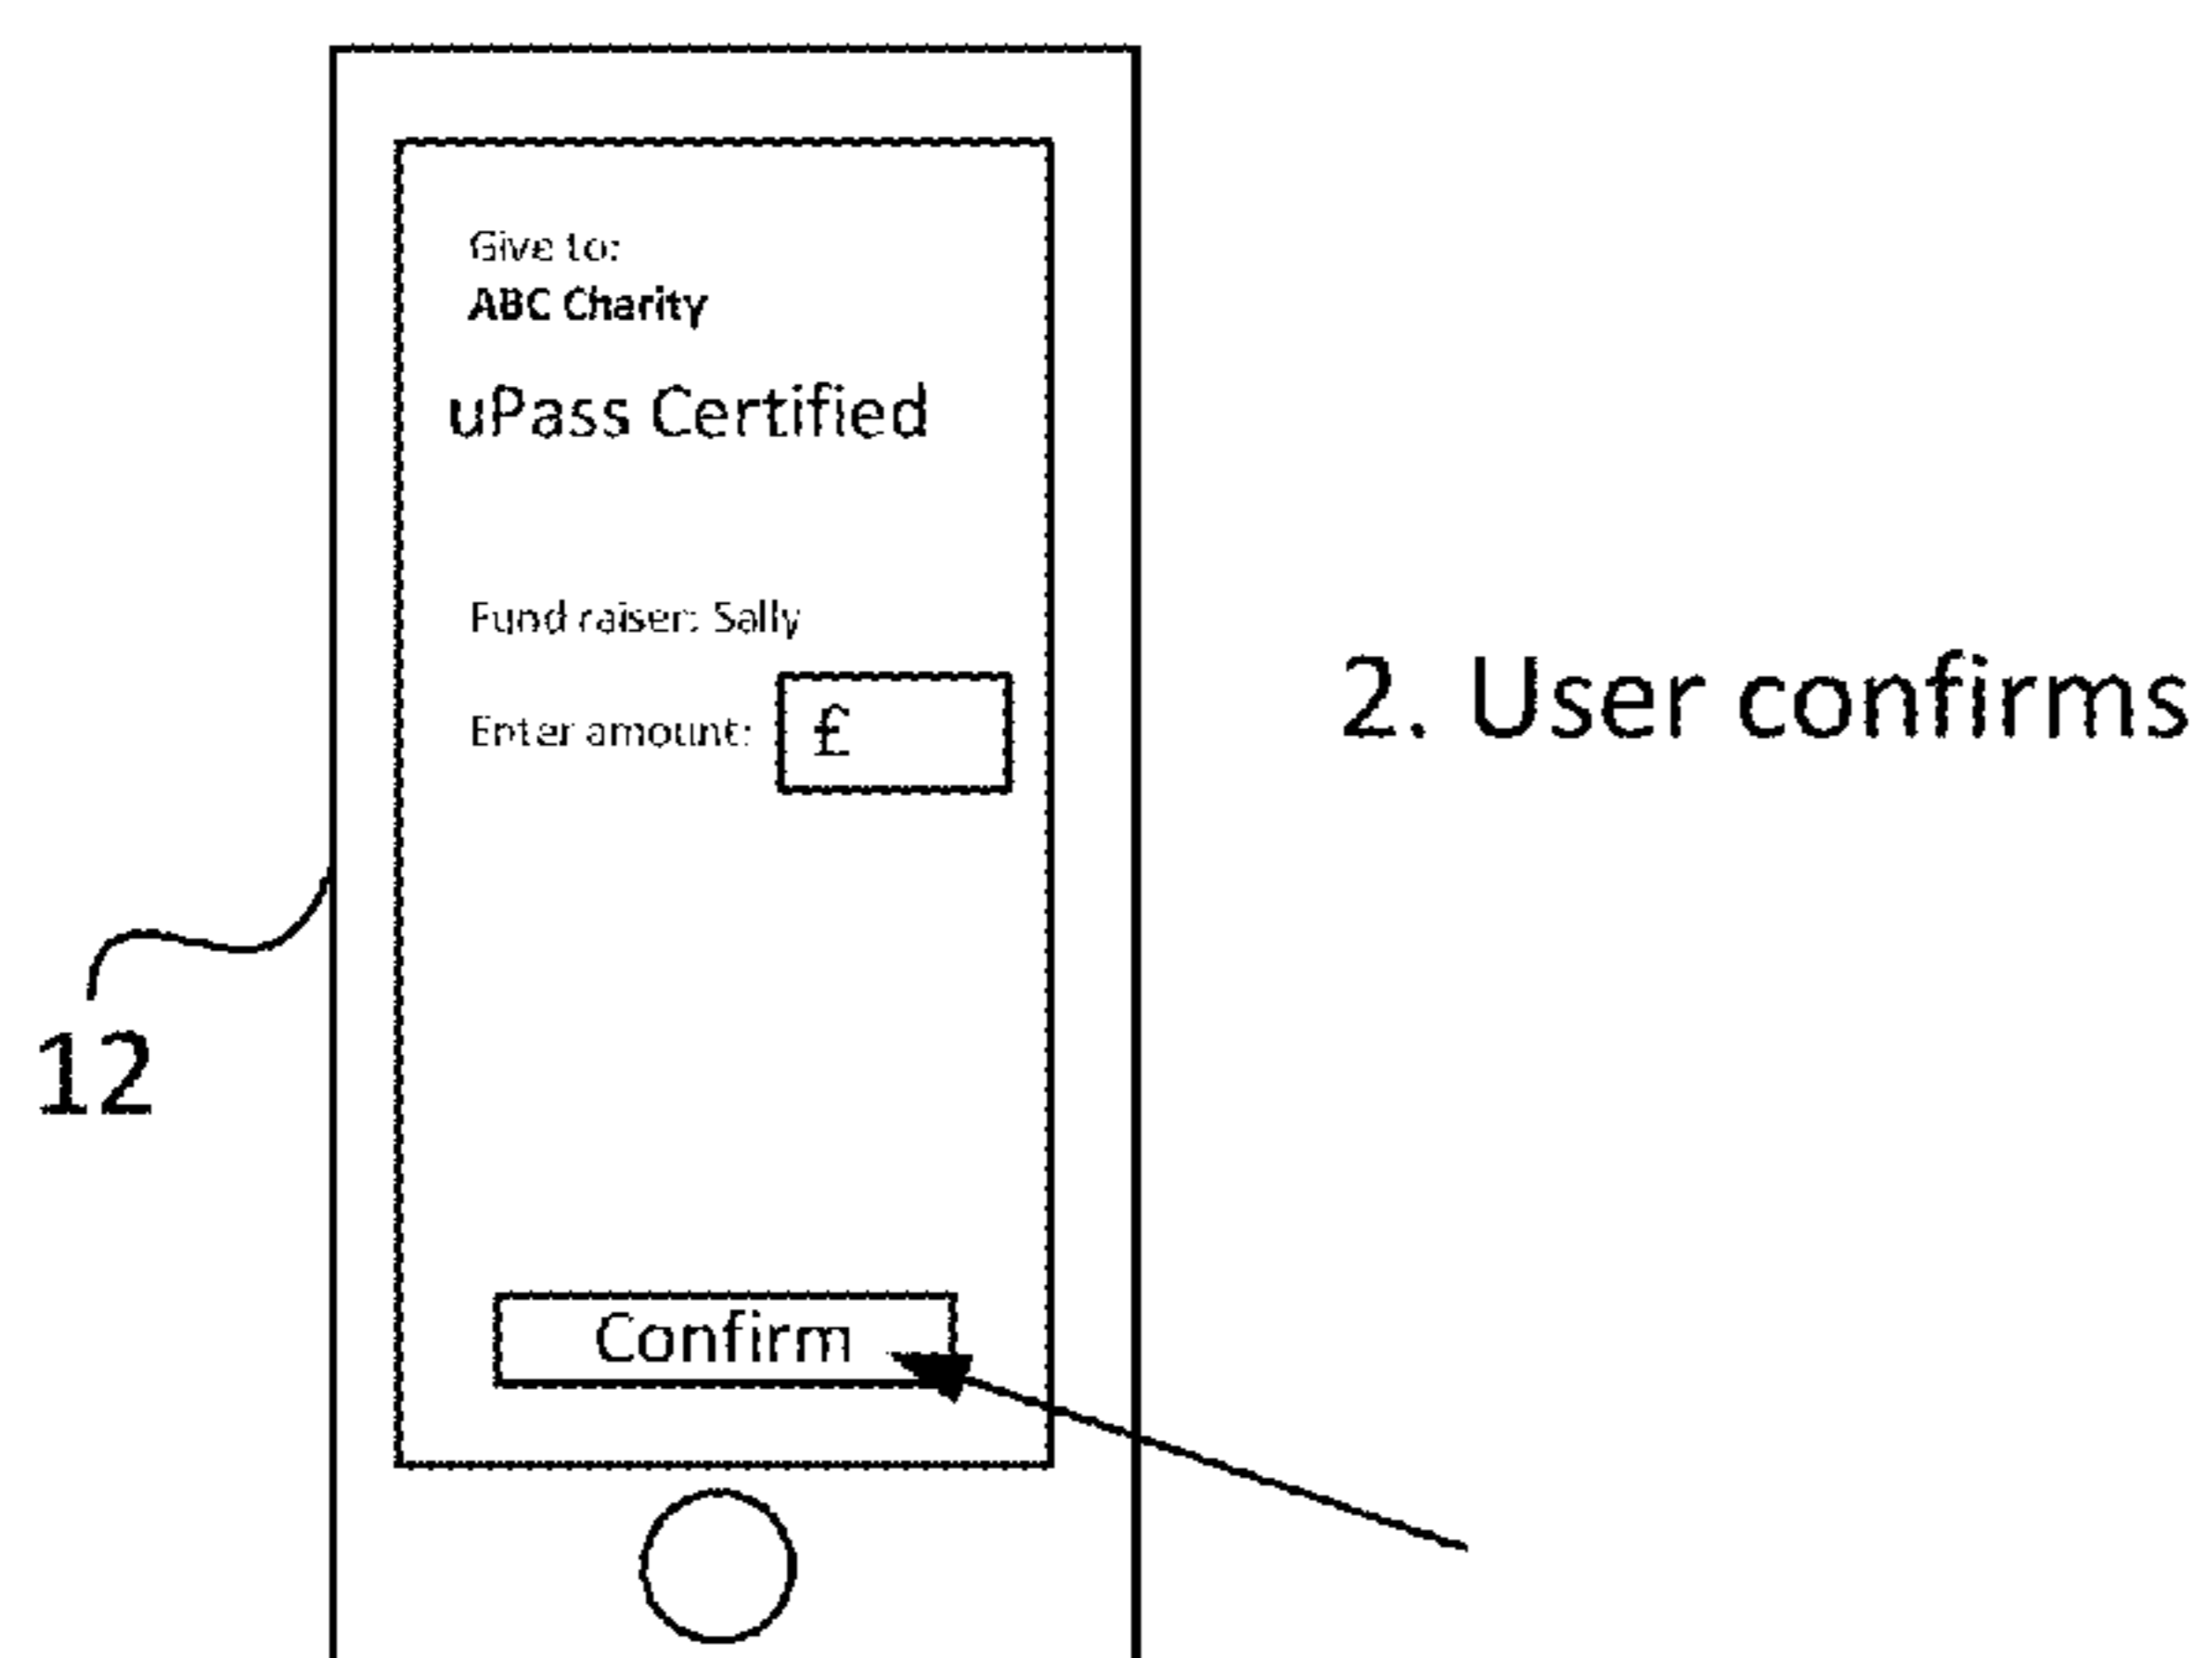 Give to:
ABC Charity
uPass Certified
Fund raiser: Sally
Enter amount: £
2. User confirms
12
Confirm